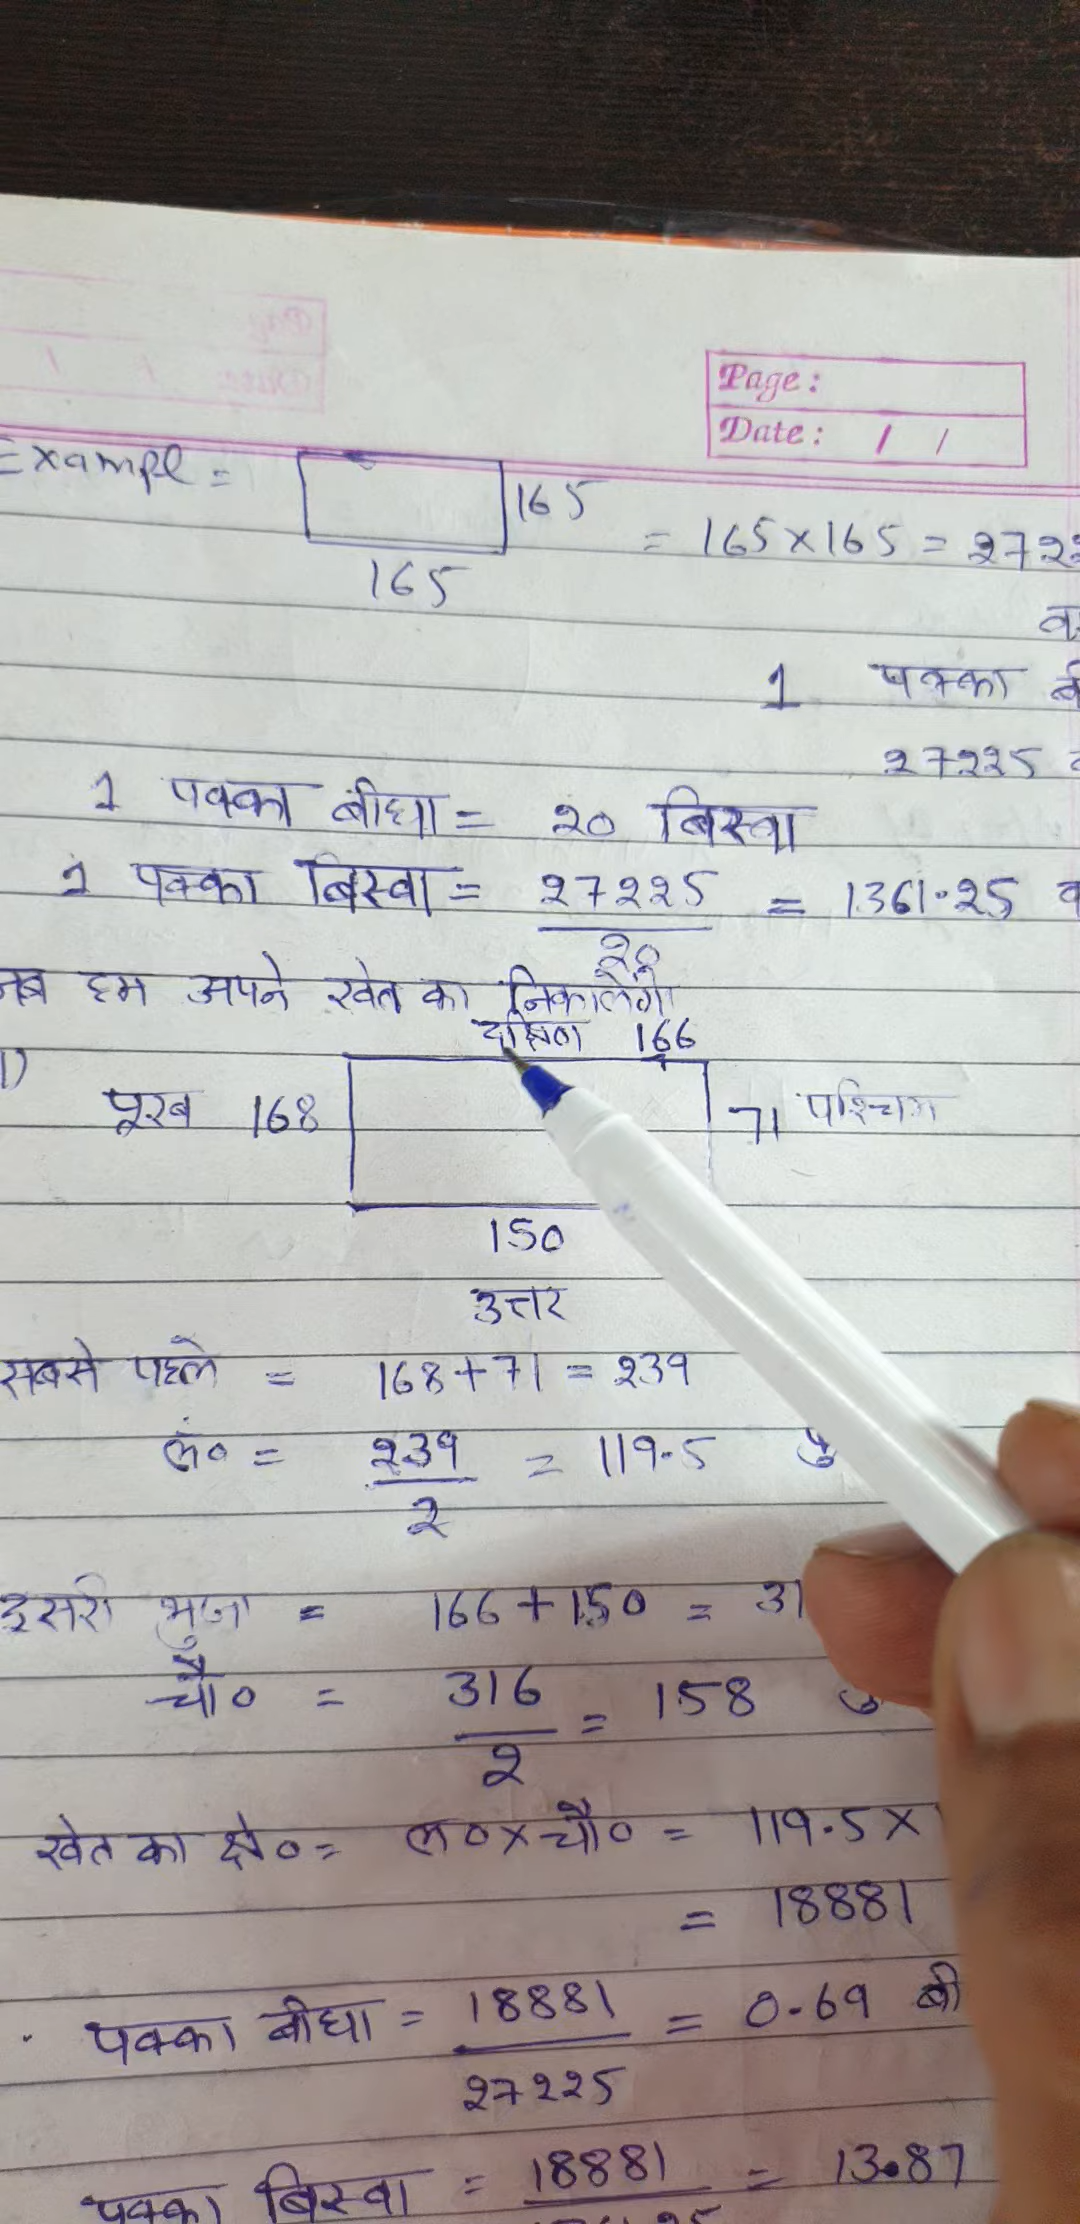 Page:
Date: / /
Example =
165
165
= 165×165 = 2722
1 पक्का
27225
1 पक्का बीघा = 20 बिस्वा
1 पक्का बिस्वा = 27225/20 = 1361.25 व
हम अपने खेत का निकालेंगे
दक्षिण 166
1)
पूरब 168
71 पश्चिम
150
उत्तर
सबसे पहले = 168+71 = 239
लं० = 239/2 = 119.5
दुसरी भुजा = 166+150 = 31
चौ० = 316/2 = 158
खेत का क्षे० = ल०×चौ० = 119.5×
= 18881
पक्का बीघा = 18881/27225 = 0.69 बी
पक्का बिस्वा = 18881 = 13.87